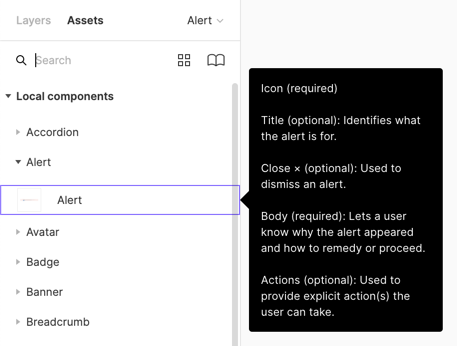 Layers Assets Alert
Search
Local components
Accordion
Alert
Alert
Avatar
Badge
Banner
Breadcrumb
Icon (required)
Title (optional): Identifies what
the alert is for.
Close × (optional): Used to
dismiss an alert.
Body (required): Lets a user
know why the alert appeared
and how to remedy or proceed.
Actions (optional): Used to
provide explicit action(s) the
user can take.